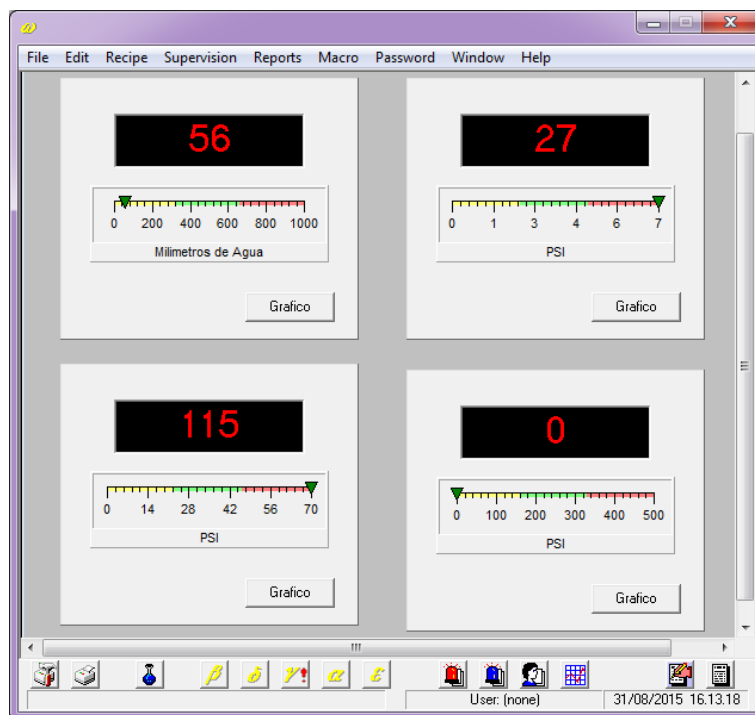 ω
File Edit Recipe Supervision Reports Macro Password Window Help
56
0 200 400 600 800 1000
Milimetros de Agua
Grafico
27
0 1 3 4 6 7
PSI
Grafico
115
0 14 28 42 56 70
PSI
Grafico
0
0 100 200 300 400 500
PSI
Grafico
β δ γ! α ε
User: (none) 31/08/2015 16.13.18